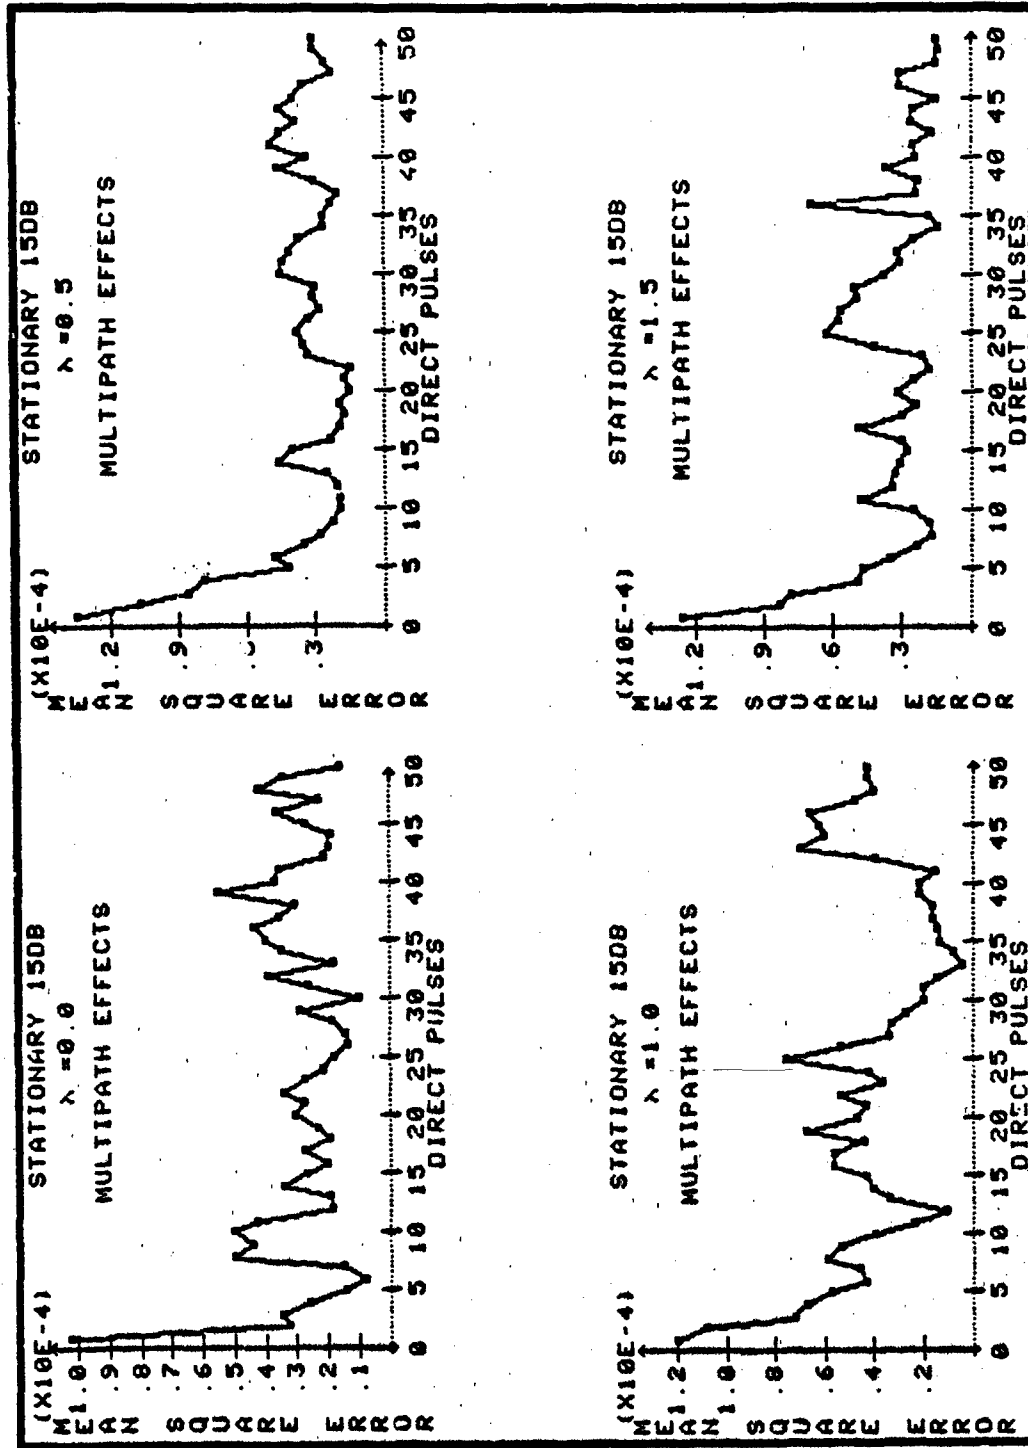 STATIONARY 15DB
λ =0.0
MULTIPATH EFFECTS
(X10E-4)
MEAN SQUARE ERROR
1.0
.9
.8
.7
.6
.5
.4
.3
.2
.1
0 5 10 15 20 25 30 35 40 45 50
DIRECT PULSES
STATIONARY 15DB
λ =0.5
MULTIPATH EFFECTS
(X10E-4)
MEAN SQUARE ERROR
1.2
.9
.3
0 5 10 15 20 25 30 35 40 45 50
DIRECT PULSES
STATIONARY 15DB
λ =1.0
MULTIPATH EFFECTS
(X10E-4)
MEAN SQUARE ERROR
1.2
1.0
.8
.6
.4
.2
0 5 10 15 20 25 30 35 40 45 50
DIRECT PULSES
STATIONARY 15DB
λ =1.5
MULTIPATH EFFECTS
(X10E-4)
MEAN SQUARE ERROR
1.2
.9
.6
.3
0 5 10 15 20 25 30 35 40 45 50
DIRECT PULSES